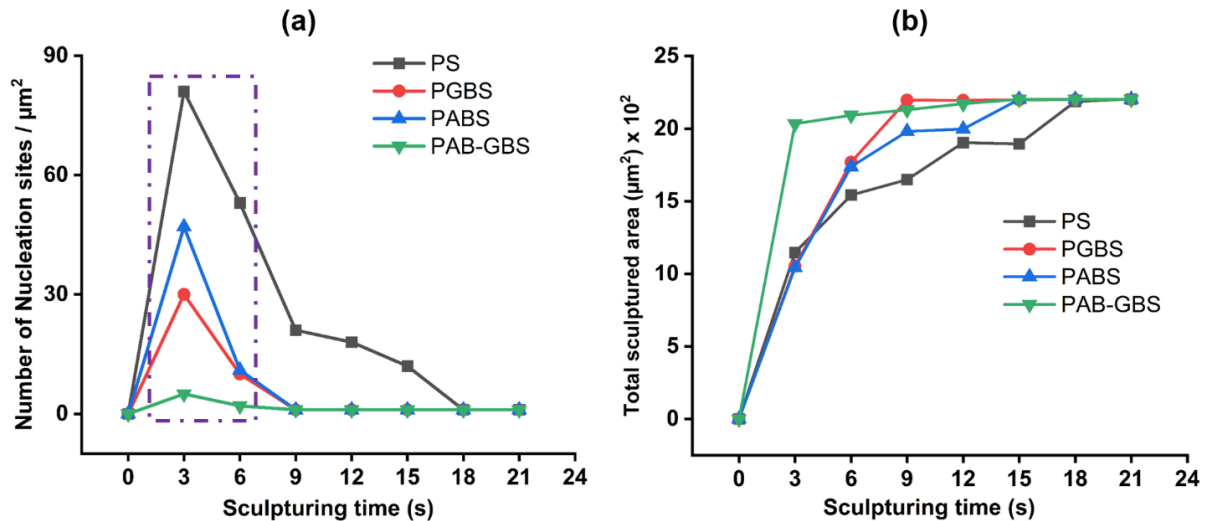 (a)
Number of Nucleation sites / µm²
90
60
30
0
PS
PGBS
PABS
PAB-GBS
0 3 6 9 12 15 18 21 24
Sculpturing time (s)
(b)
Total sculptured area (µm²) x 10²
25
20
15
10
5
0
PS
PGBS
PABS
PAB-GBS
0 3 6 9 12 15 18 21 24
Sculpturing time (s)